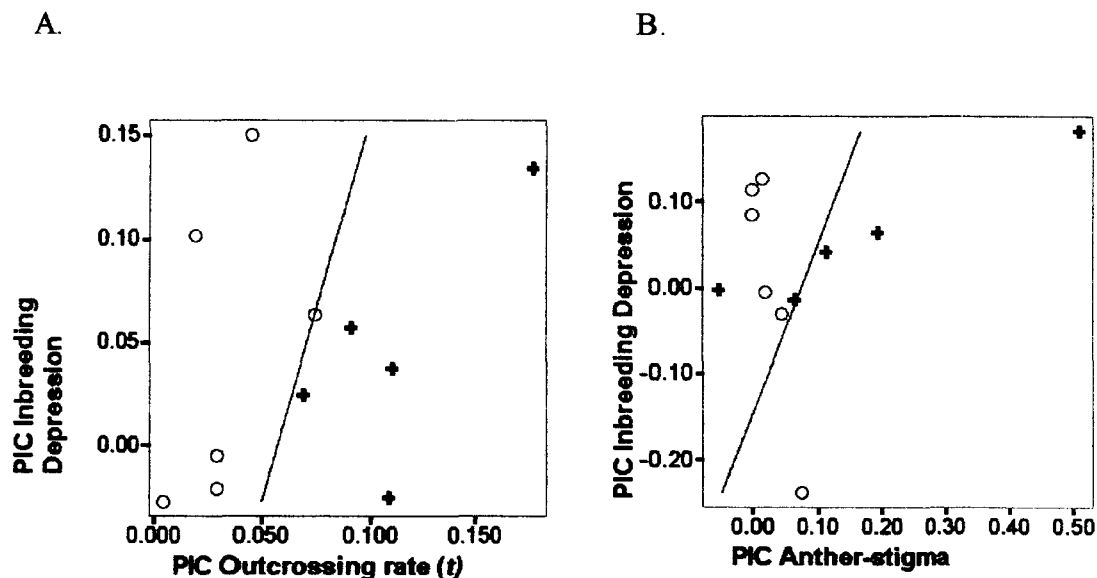 A.
B.
0.15
0.10
0.05
0.00
PIC Inbreeding
Depression
0.000 0.050 0.100 0.150
PIC Outcrossing rate (t)
0.10
0.00
-0.10
-0.20
PIC Inbreeding Depression
0.00 0.10 0.20 0.30 0.40 0.50
PIC Anther-stigma